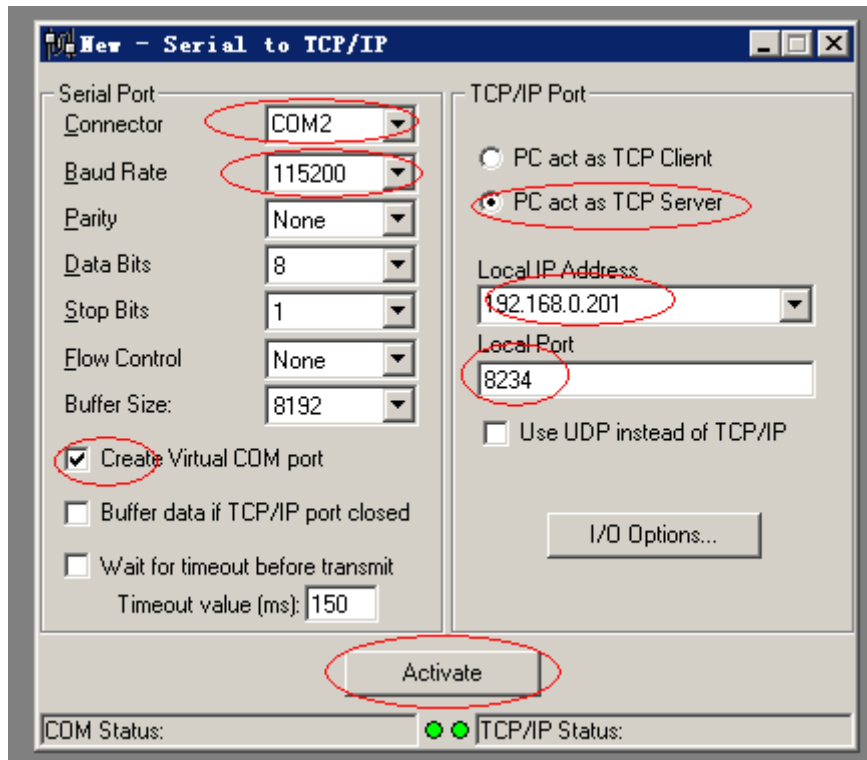 New - Serial to TCP/IP
Serial Port
Connector
COM2
Baud Rate
115200
Parity
None
Data Bits
8
Stop Bits
1
Flow Control
None
Buffer Size:
8192
Create Virtual COM port
Buffer data if TCP/IP port closed
Wait for timeout before transmit
Timeout value (ms):
150
TCP/IP Port
PC act as TCP Client
PC act as TCP Server
Local IP Address
192.168.0.201
Local Port
8234
Use UDP instead of TCP/IP
I/O Options...
Activate
COM Status:
TCP/IP Status: